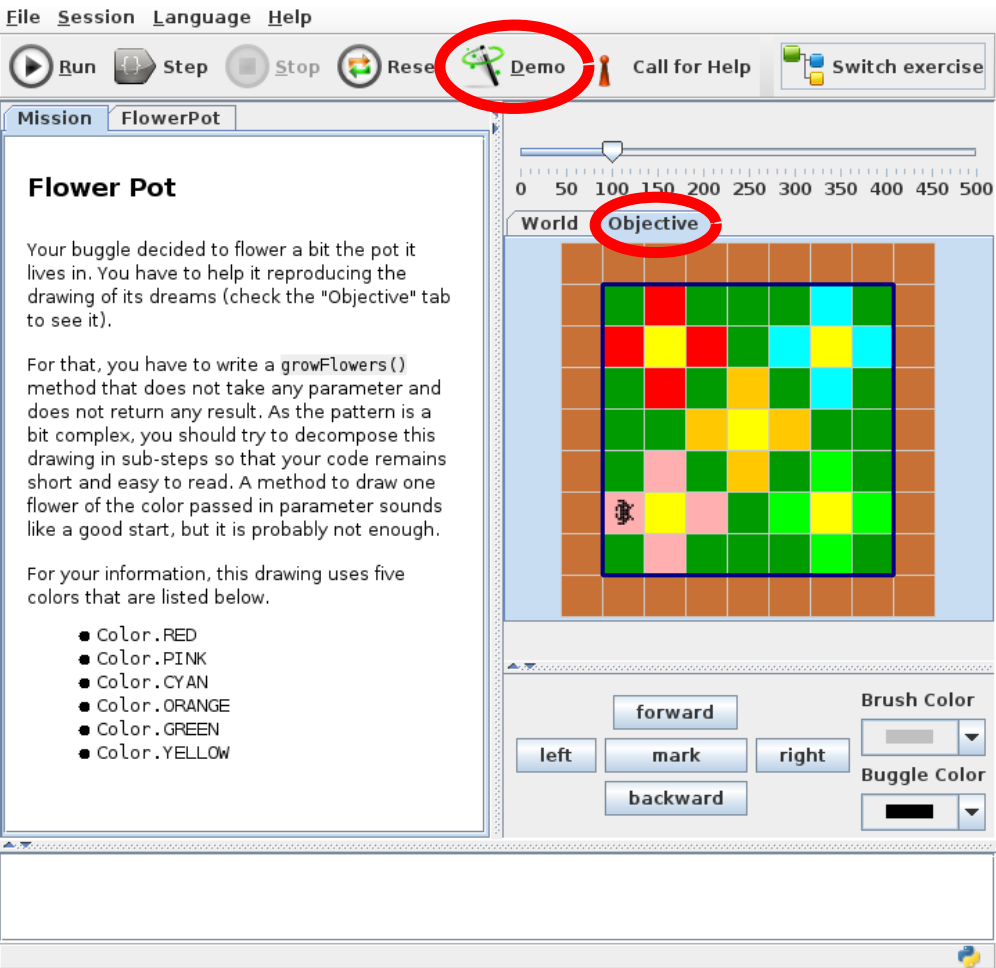 File Session Language Help
Run Step Stop Rese Demo Call for Help Switch exercise
Mission FlowerPot
Flower Pot
Your buggle decided to flower a bit the pot it
lives in. You have to help it reproducing the
drawing of its dreams (check the "Objective" tab
to see it).
For that, you have to write a growFlowers()
method that does not take any parameter and
does not return any result. As the pattern is a
bit complex, you should try to decompose this
drawing in sub-steps so that your code remains
short and easy to read. A method to draw one
flower of the color passed in parameter sounds
like a good start, but it is probably not enough.
For your information, this drawing uses five
colors that are listed below.
Color.RED
Color.PINK
Color.CYAN
Color.ORANGE
Color.GREEN
Color.YELLOW
0 50 100 150 200 250 300 350 400 450 500
World Objective
forward
left mark right
backward
Brush Color
Buggle Color